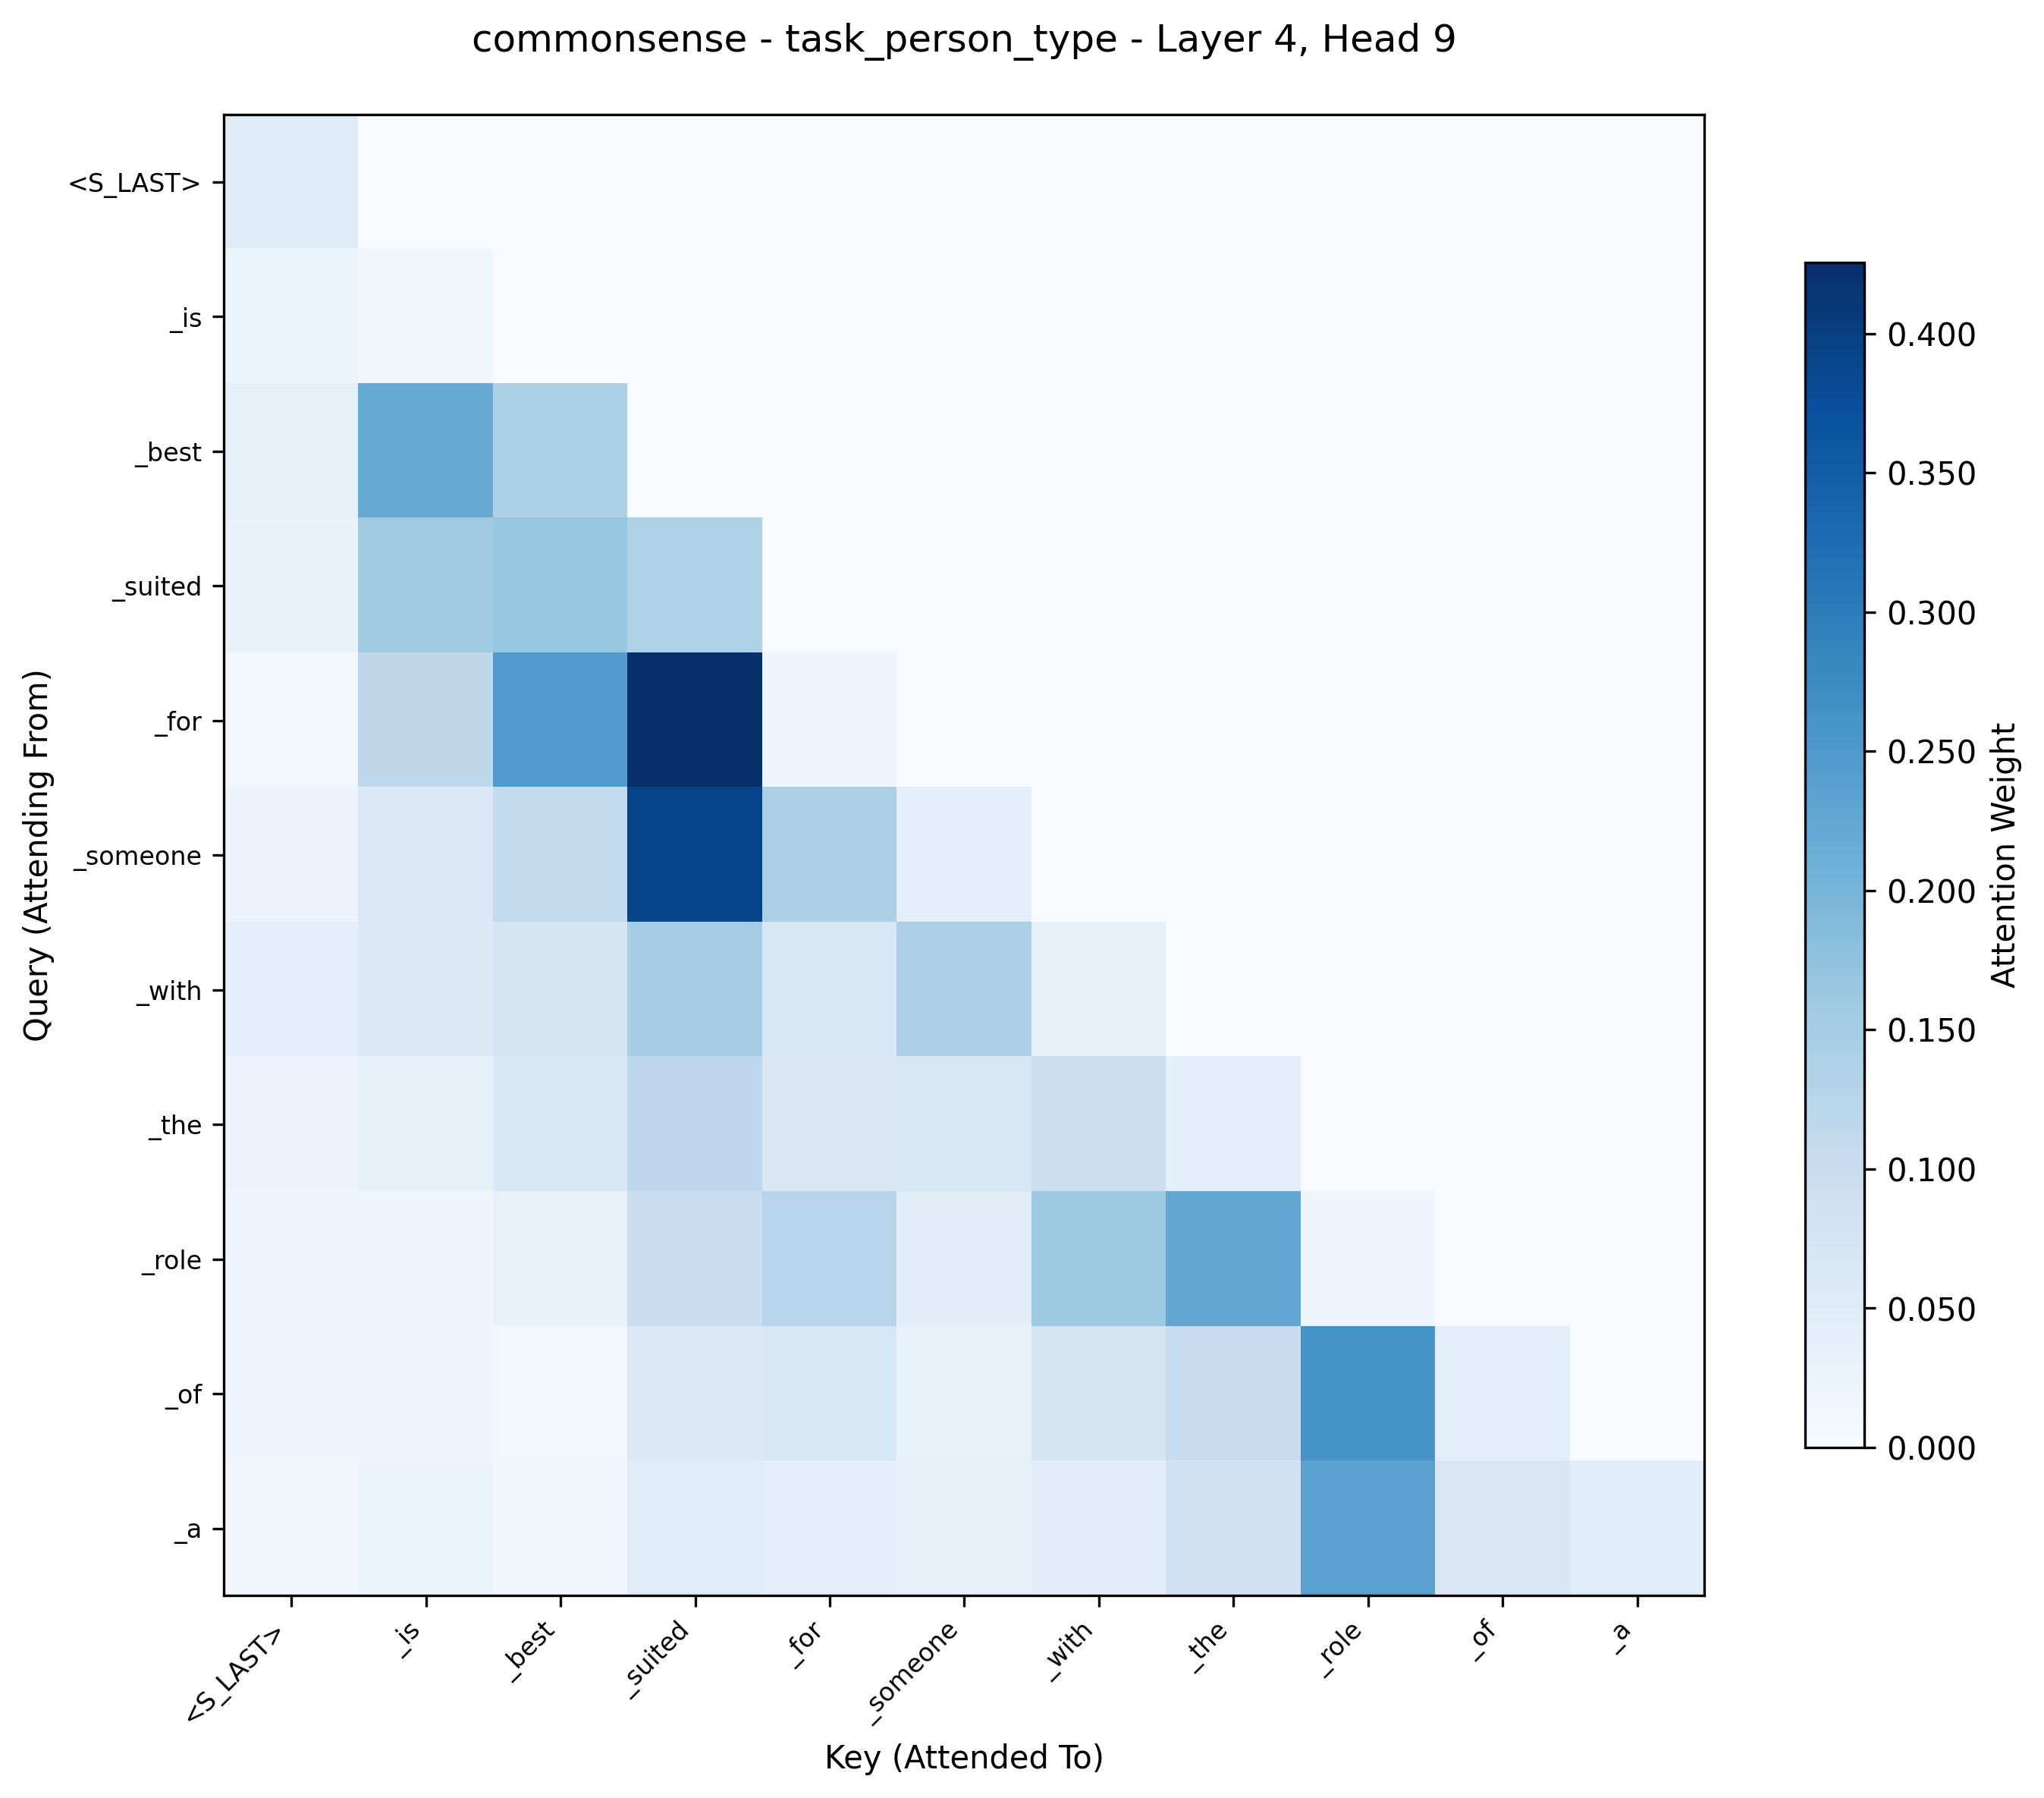 commonsense - task_person_type - Layer 4, Head 9
Query (Attending From)
<S_LAST>
_is
_best
_suited
_for
_someone
_with
_the
_role
_of
_a
<S_LAST>
_is
_best
_suited
_for
_someone
_with
_the
_role
_of
_a
Key (Attended To)
0.400
0.350
0.300
0.250
0.200
0.150
0.100
0.050
0.000
Attention Weight